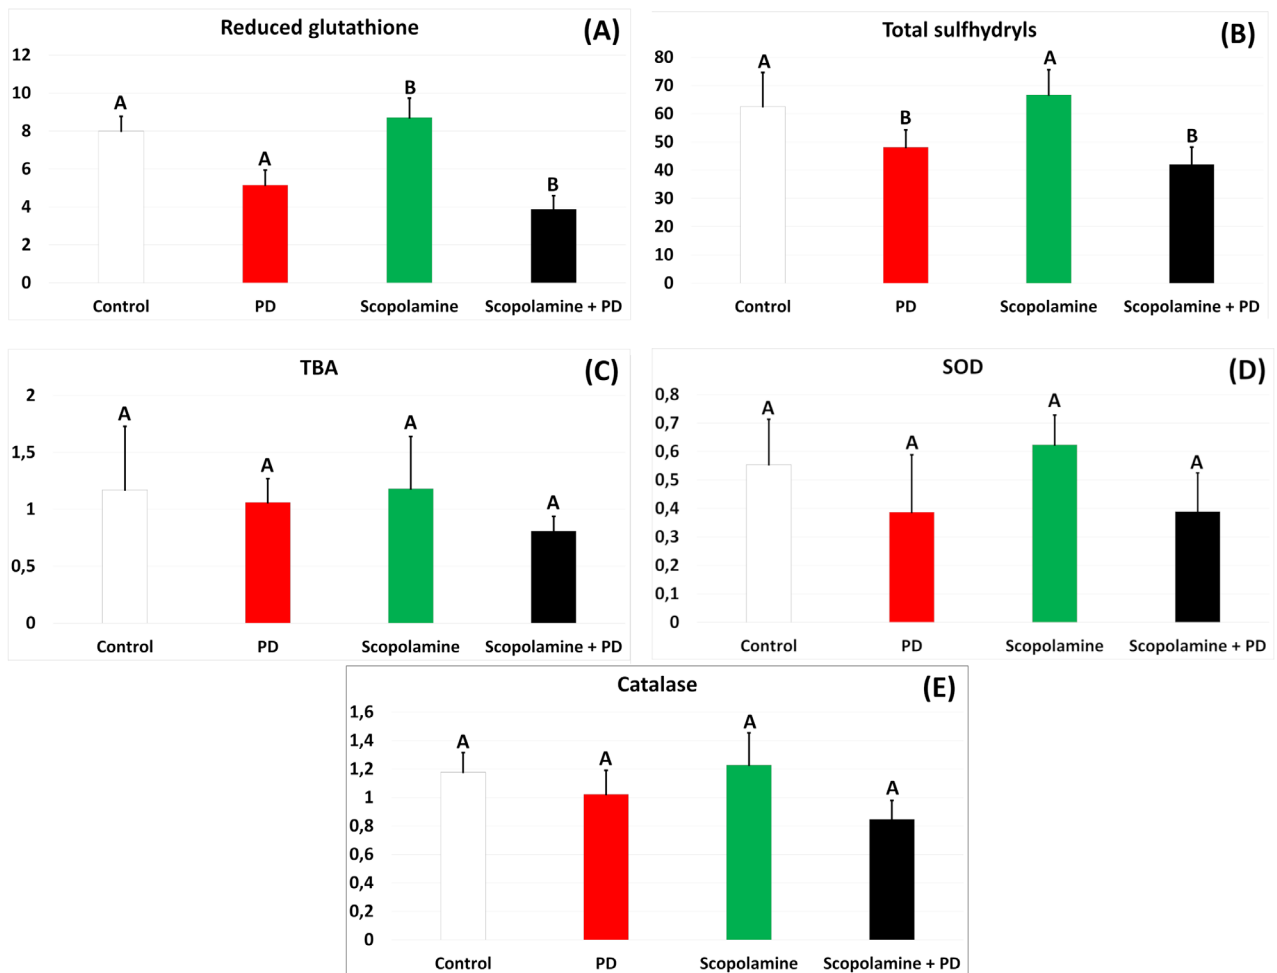 Reduced glutathione (A)
12
10
8
6
4
2
0
A
A
B
B
Control PD Scopolamine Scopolamine + PD
Total sulfhydryls (B)
80
70
60
50
40
30
20
10
0
A
B
A
B
Control PD Scopolamine Scopolamine + PD
TBA (C)
2
1,5
1
0,5
0
A
A
A
A
Control PD Scopolamine Scopolamine + PD
SOD (D)
0,8
0,7
0,6
0,5
0,4
0,3
0,2
0,1
0
A
A
A
A
Control PD Scopolamine Scopolamine + PD
Catalase (E)
1,6
1,4
1,2
1
0,8
0,6
0,4
0,2
0
A
A
A
A
Control PD Scopolamine Scopolamine + PD